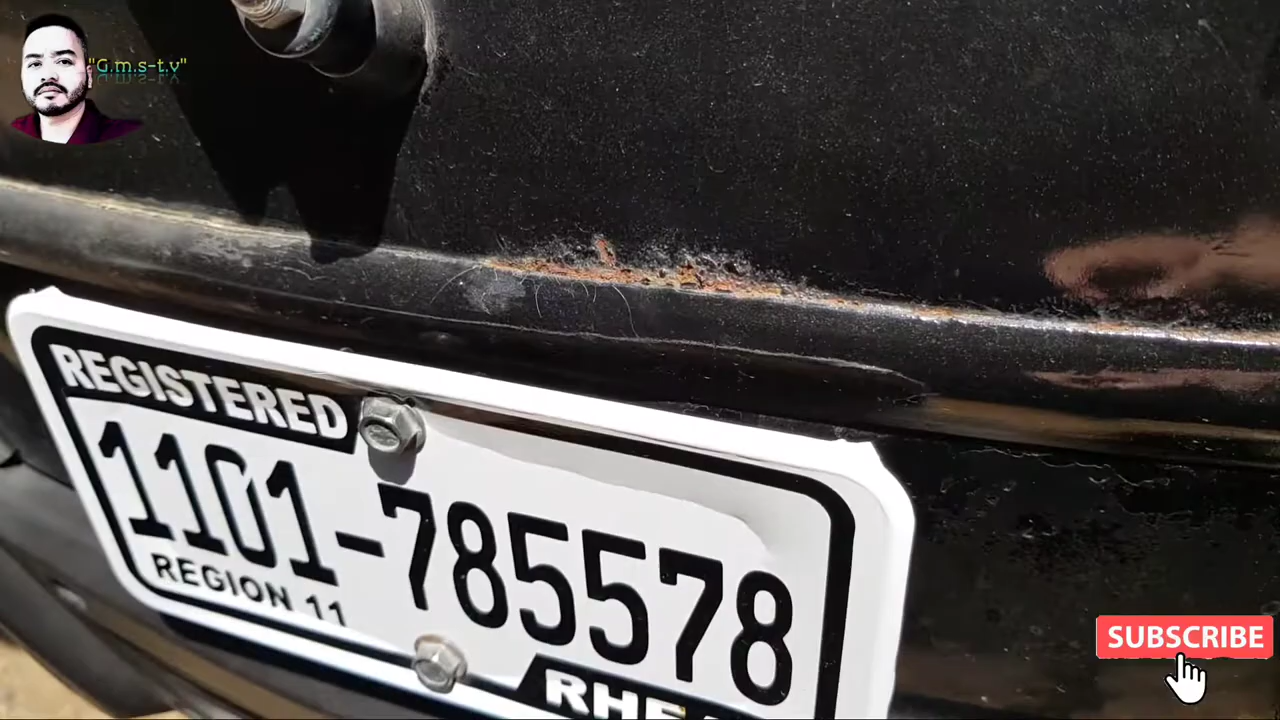 "G.m.s-t.v"
REGISTERED
1101-785578
REGION 11
SUBSCRIBE